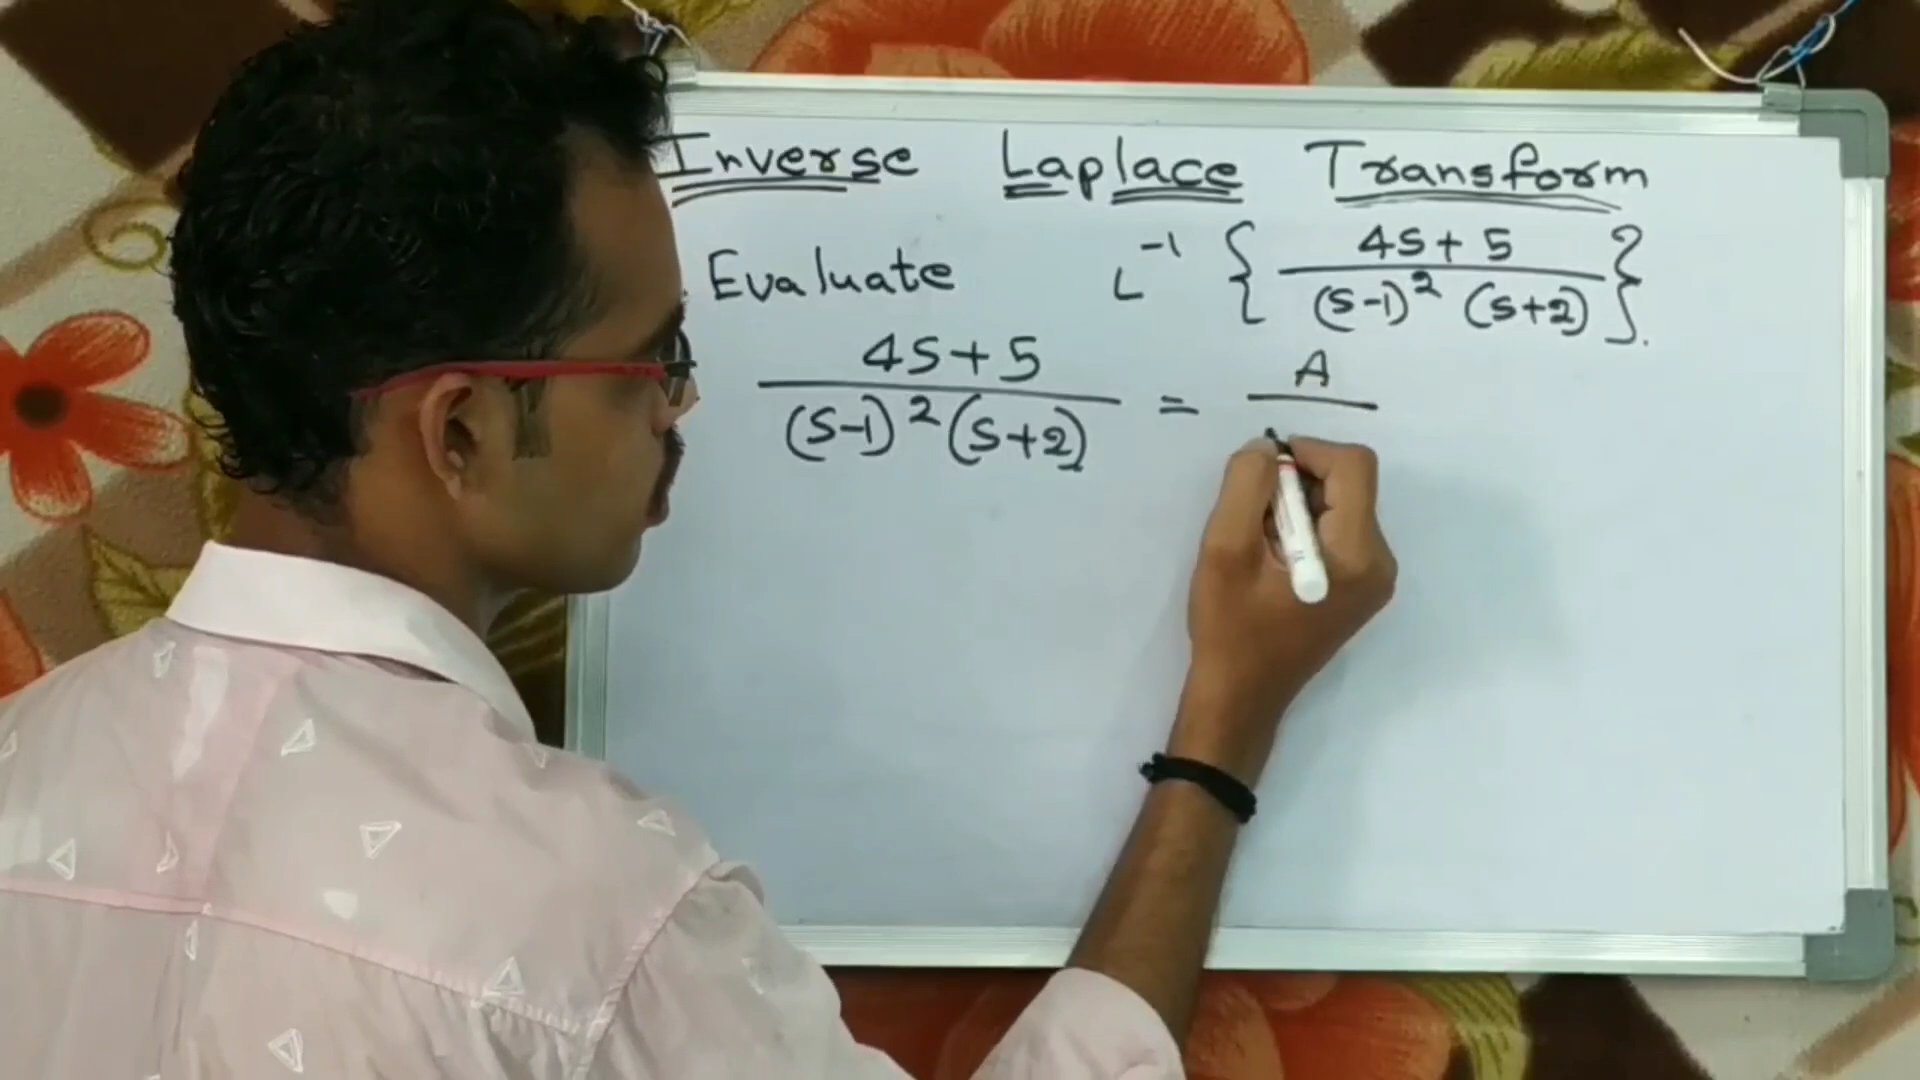 Inverse Laplace Transform
Evaluate L⁻¹ { (4s+5) / ((s-1)² (s+2)) }.
(4s+5) / ((s-1)² (s+2)) = A /